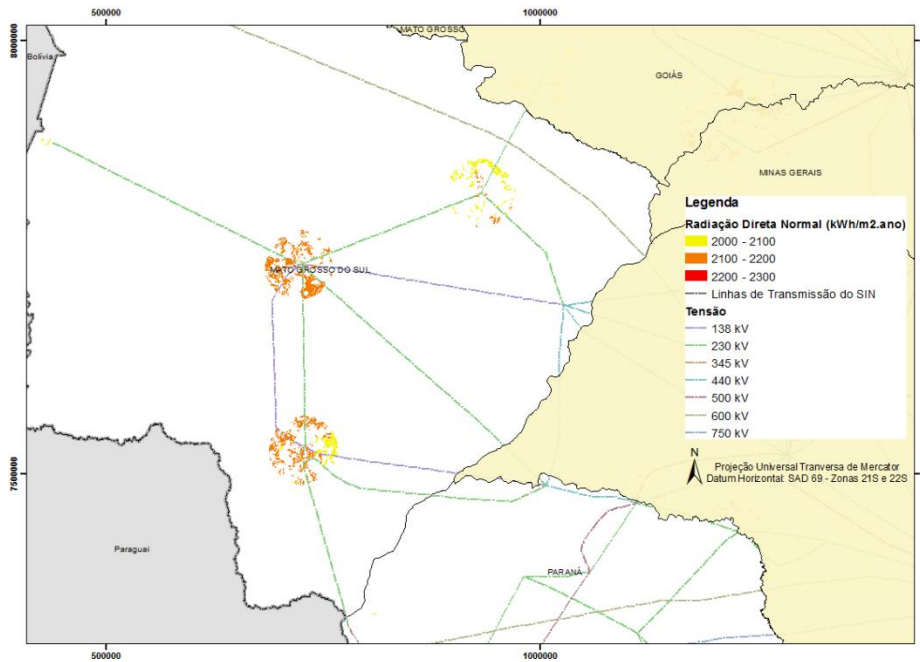 500000
1000000
8000000
MATO GROSSO
Bolívia
GOIÁS
MINAS GERAIS
Legenda
Radiação Direta Normal (kWh/m2.ano)
2000 - 2100
2100 - 2200
2200 - 2300
Linhas de Transmissão do SIN
Tensão
138 kV
230 kV
345 kV
440 kV
500 kV
600 kV
750 kV
N
Projeção Universal Tranversa de Mercator
Datum Horizontal: SAD 69 - Zonas 21S e 22S
MATO GROSSO DO SUL
7500000
Paraguai
PARANÁ
500000
1000000